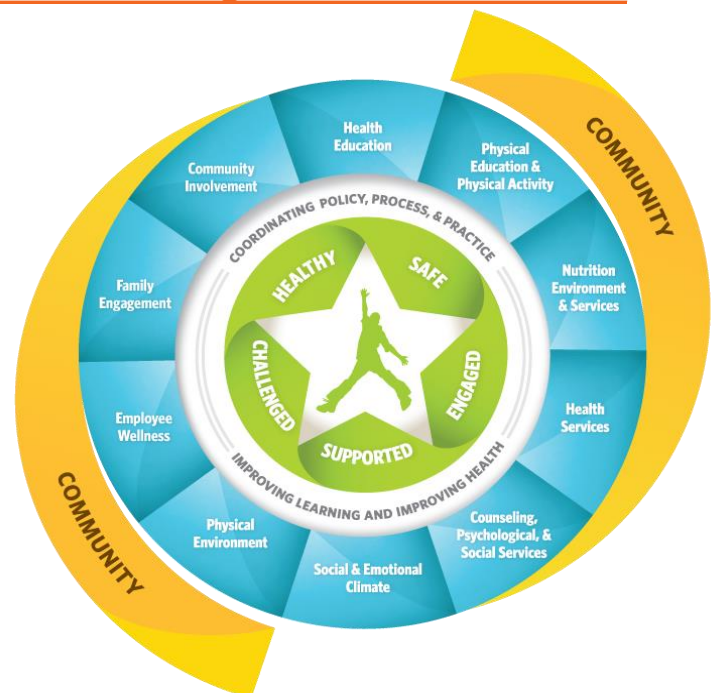 COMMUNITY
Health
Education
Physical
Education &
Physical Activity
Nutrition
Environment
& Services
Health
Services
Counseling,
Psychological, &
Social Services
Social & Emotional
Climate
Physical
Environment
Employee
Wellness
Family
Engagement
Community
Involvement
COORDINATING POLICY, PROCESS, & PRACTICE
IMPROVING LEARNING AND IMPROVING HEALTH
HEALTHY
SAFE
ENGAGED
SUPPORTED
CHALLENGED
COMMUNITY